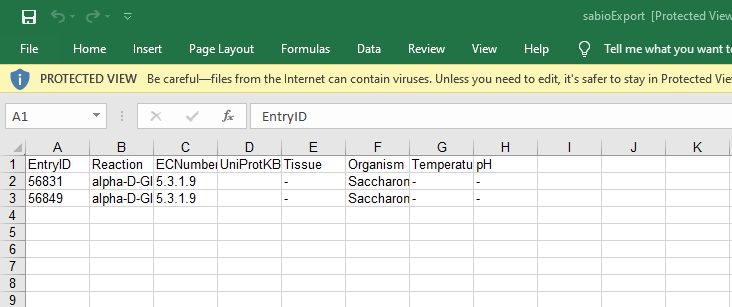 sabioExport [Protected View
File Home Insert Page Layout Formulas Data Review View Help Tell me what you want to
PROTECTED VIEW Be careful—files from the Internet can contain viruses. Unless you need to edit, it's safer to stay in Protected Vie
A1 fx EntryID
A B C D E F G H I J K
1 EntryID Reaction ECNumber UniProtKB Tissue Organism Temperatu pH
2 56831 alpha-D-Gl 5.3.1.9 - Saccharon - -
3 56849 alpha-D-Gl 5.3.1.9 - Saccharon - -
4
5
6
7
8
9